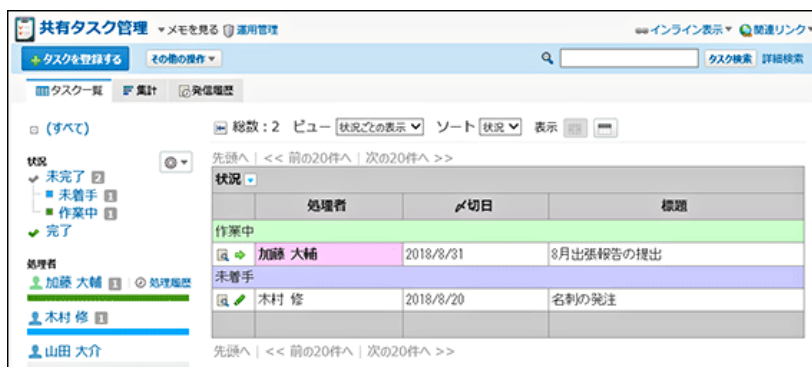 共有タスク管理 ▼メモを見る 運用管理 インライン表示▼ 関連リンク▼
+タスクを登録する その他の操作▼ タスク検索 詳細検索
タスク一覧 集計 発信履歴
(すべて)
総数：2 ビュー 状況ごとの表示 ソート 状況 表示
先頭へ | << 前の20件へ | 次の20件へ >>
状況
未完了 2
未着手 1
作業中 1
完了
処理者
加藤 大輔 1 処理履歴
木村 修 1
山田 大介
状況
処理者 〆切日 標題
作業中
加藤 大輔 2018/8/31 8月出張報告の提出
未着手
木村 修 2018/8/20 名刺の発注
先頭へ | << 前の20件へ | 次の20件へ >>